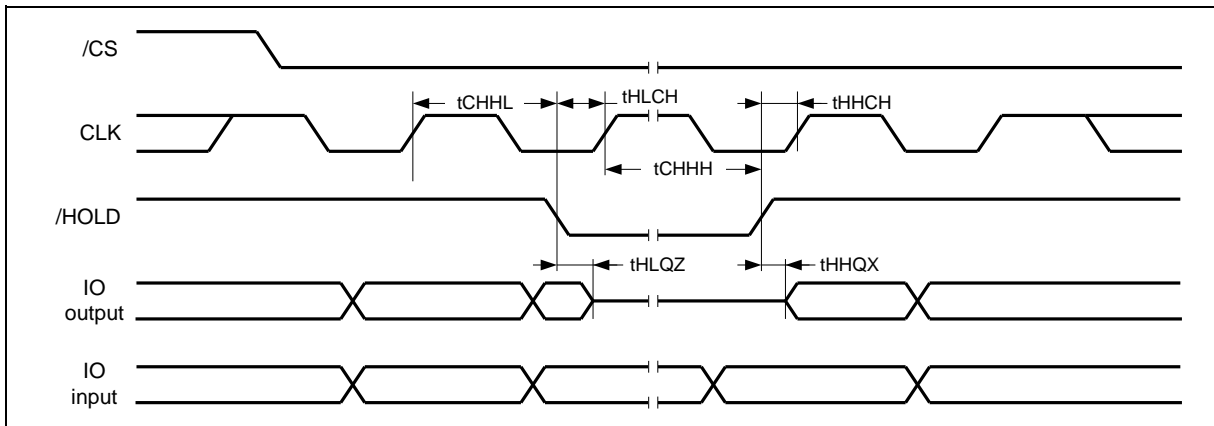 /CS
tCHHL
tHLCH
tHHCH
CLK
tCHHH
/HOLD
tHLQZ
tHHQX
IO
output
IO
input